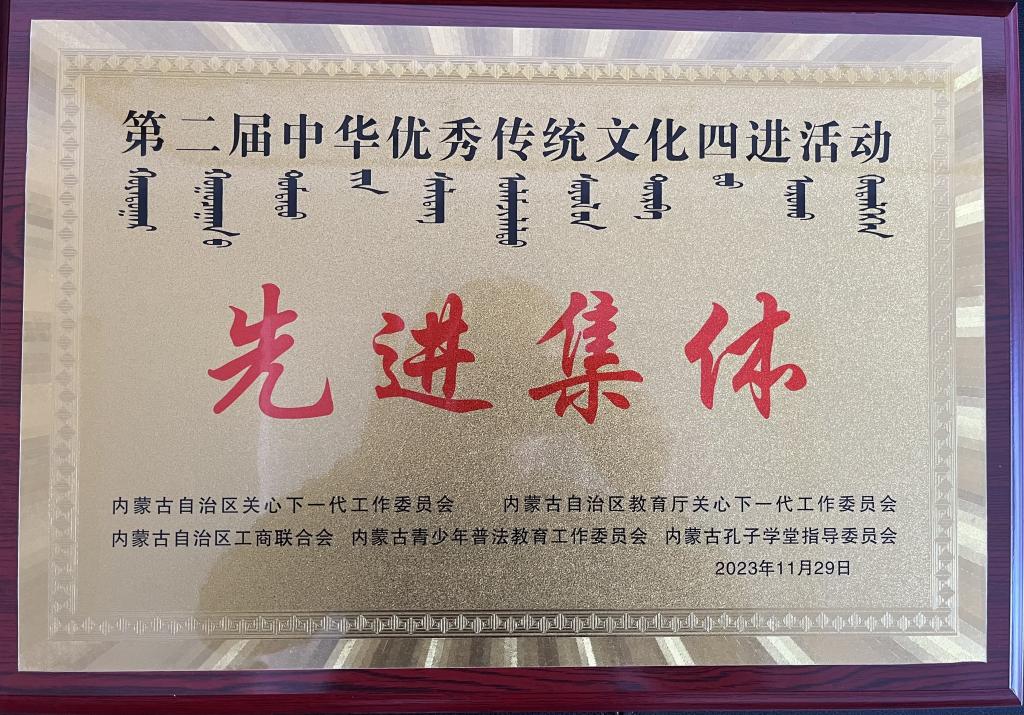 第二届中华优秀传统文化四进活动
先进集体
内蒙古自治区关心下一代工作委员会 内蒙古自治区教育厅关心下一代工作委员会
内蒙古自治区工商联合会 内蒙古青少年普法教育工作委员会 内蒙古孔子学堂指导委员会
2023年11月29日